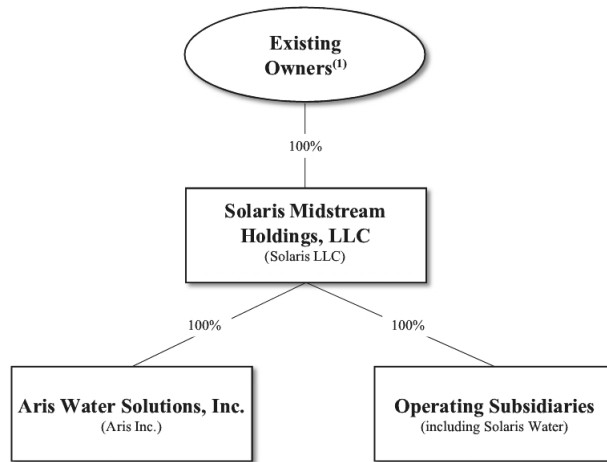 Existing
Owners(1)
100%
Solaris Midstream
Holdings, LLC
(Solaris LLC)
100%
100%
Aris Water Solutions, Inc.
(Aris Inc.)
Operating Subsidiaries
(including Solaris Water)